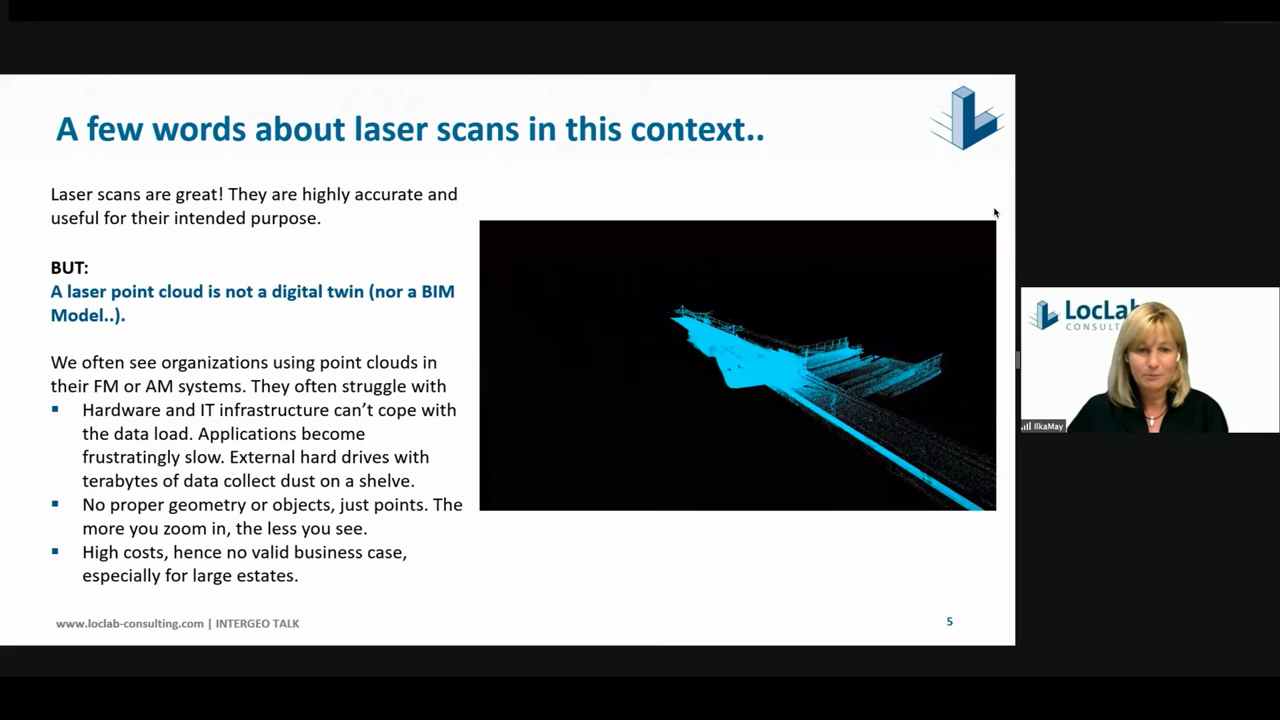 A few words about laser scans in this context..
Laser scans are great! They are highly accurate and
useful for their intended purpose.
BUT:
A laser point cloud is not a digital twin (nor a BIM
Model..).
We often see organizations using point clouds in
their FM or AM systems. They often struggle with
▪ Hardware and IT infrastructure can’t cope with
the data load. Applications become
frustratingly slow. External hard drives with
terabytes of data collect dust on a shelve.
▪ No proper geometry or objects, just points. The
more you zoom in, the less you see.
▪ High costs, hence no valid business case,
especially for large estates.
www.loclab-consulting.com | INTERGEO TALK
5
LocLab
IlkaMay